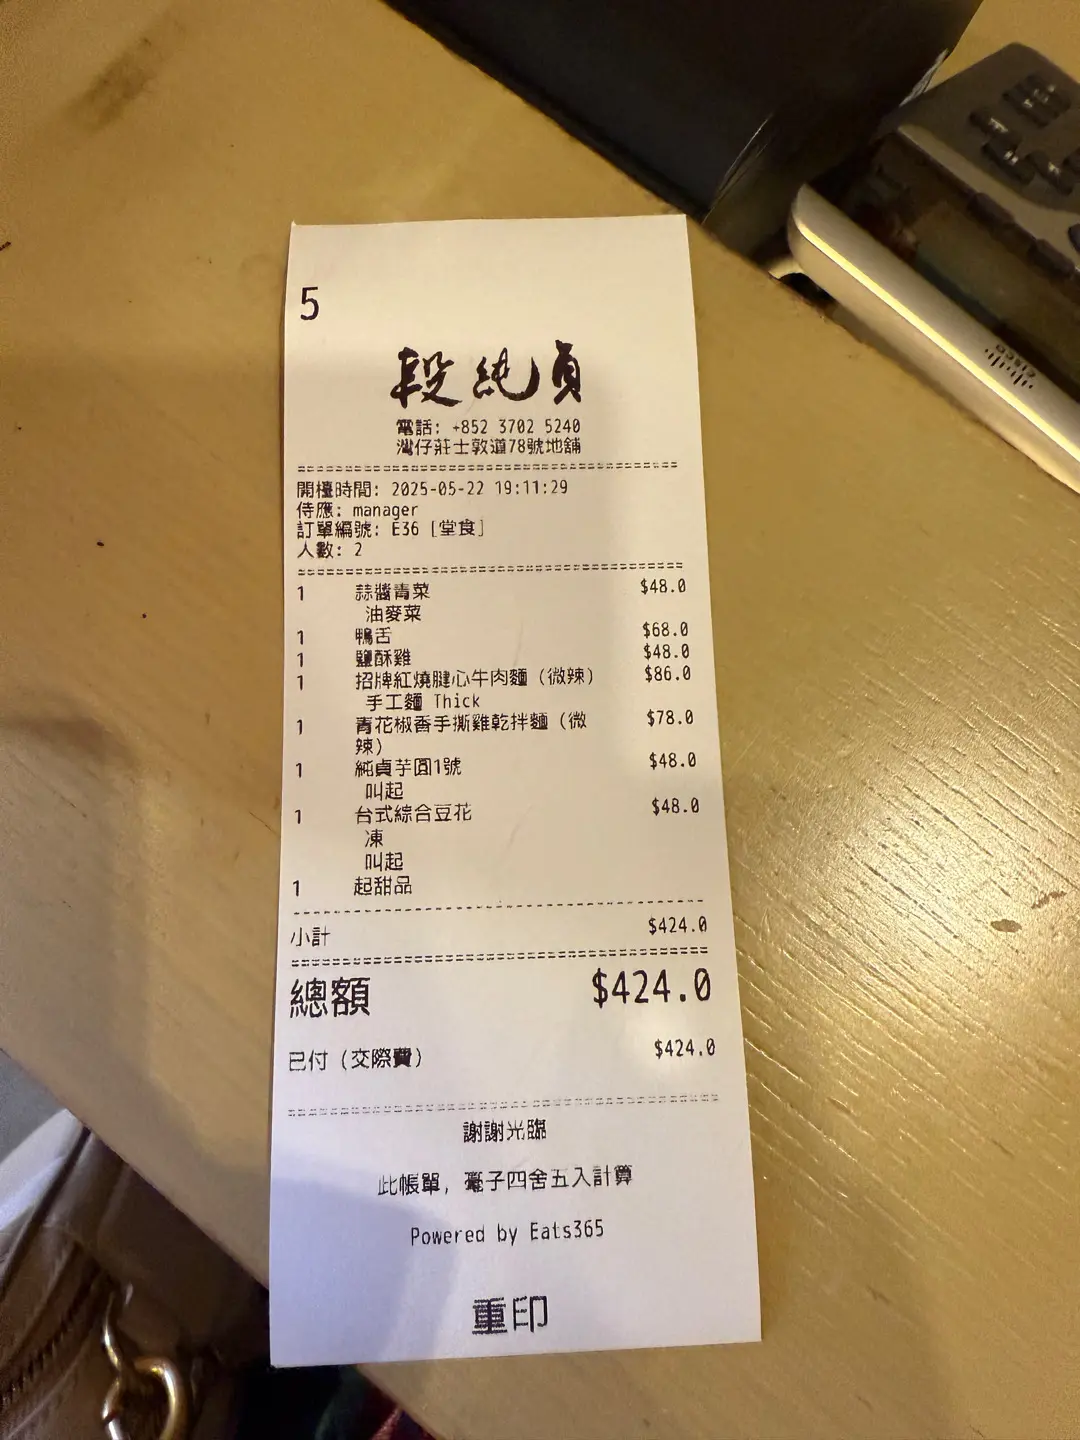 5
段純貞
電話: +852 3702 5240
灣仔莊士敦道78號地舖
開檯時間: 2025-05-22 19:11:29
侍應: manager
訂單編號: E36 [堂食]
人數: 2
1 蒜醬青菜 $48.0
油麥菜
1 鴨舌 $68.0
1 鹽酥雞 $48.0
1 招牌紅燒腱心牛肉麵（微辣） $86.0
手工麵 Thick
1 青花椒香手撕雞乾拌麵（微 $78.0
辣）
1 純貞芋圓1號 $48.0
叫起
1 台式綜合豆花 $48.0
凍
叫起
1 起甜品
小計 $424.0
總額 $424.0
已付（交際費） $424.0
謝謝光臨
此帳單, 毫子四舍五入計算
Powered by Eats365
重印
CISCO